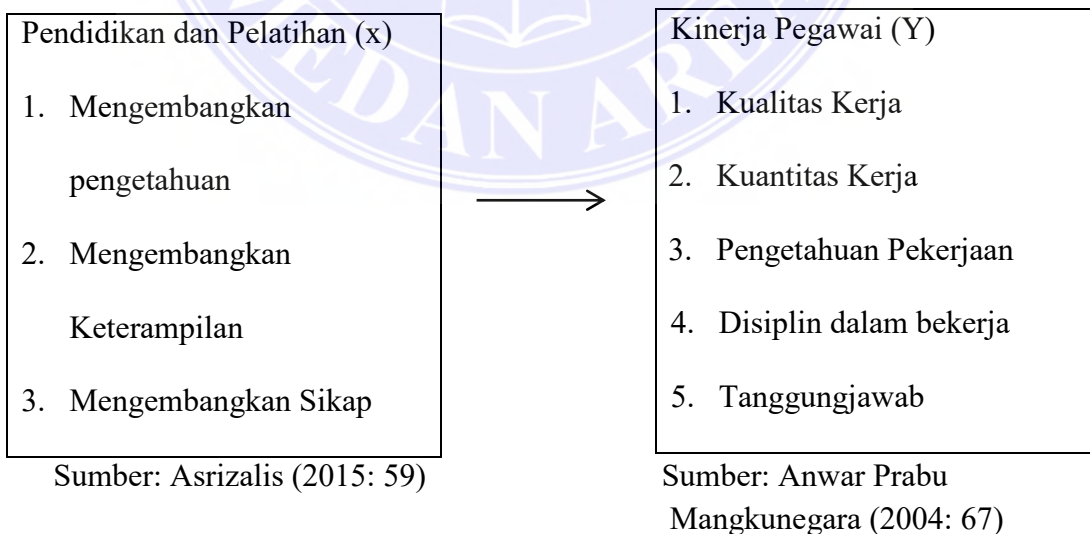 MEDAN AREA
Pendidikan dan Pelatihan (x)
1. Mengembangkan
pengetahuan
2. Mengembangkan
Keterampilan
3. Mengembangkan Sikap
Sumber: Asrizalis (2015: 59)
Kinerja Pegawai (Y)
1. Kualitas Kerja
2. Kuantitas Kerja
3. Pengetahuan Pekerjaan
4. Disiplin dalam bekerja
5. Tanggungjawab
Sumber: Anwar Prabu
Mangkunegara (2004: 67)